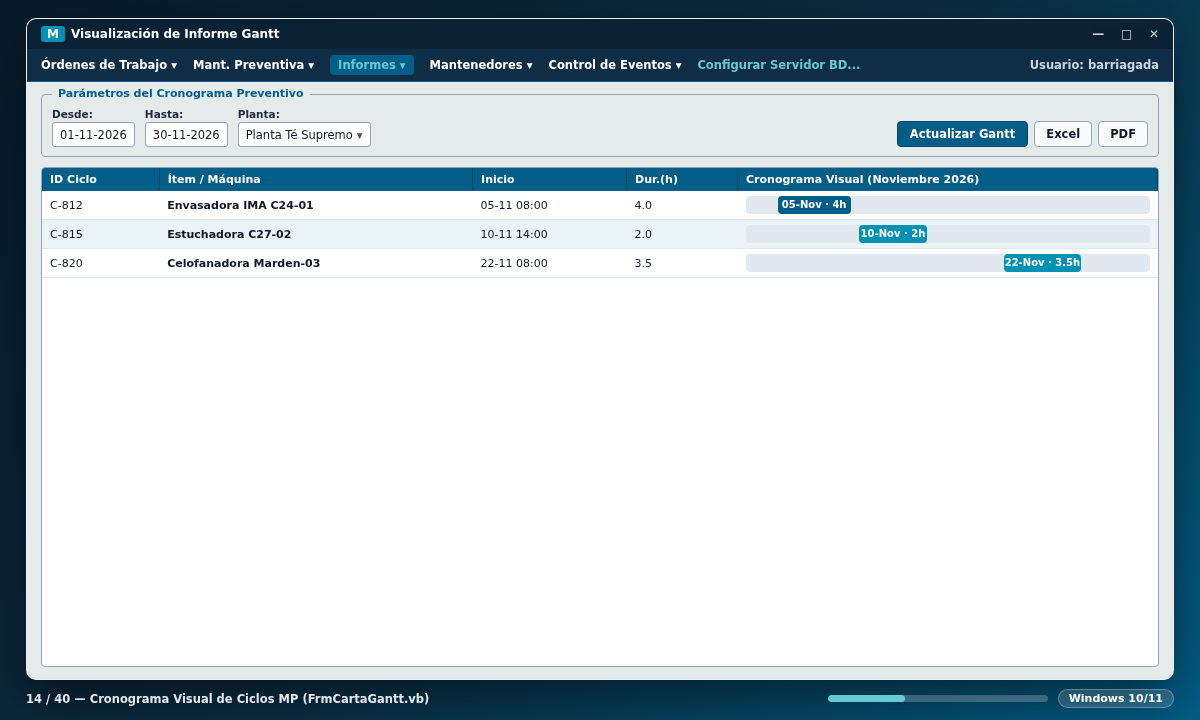 M Visualización de Informe Gantt — □ ✕
Órdenes de Trabajo ▾ Mant. Preventiva ▾ Informes ▾ Mantenedores ▾ Control de Eventos ▾ Configurar Servidor BD... Usuario: barriagada
Parámetros del Cronograma Preventivo
Desde: Hasta: Planta:
01-11-2026 30-11-2026 Planta Té Supremo ▾ Actualizar Gantt Excel PDF
ID Ciclo Ítem / Máquina Inicio Dur.(h) Cronograma Visual (Noviembre 2026)
C-812 Envasadora IMA C24-01 05-11 08:00 4.0 05-Nov · 4h
C-815 Estuchadora C27-02 10-11 14:00 2.0 10-Nov · 2h
C-820 Celofanadora Marden-03 22-11 08:00 3.5 22-Nov · 3.5h
14 / 40 — Cronograma Visual de Ciclos MP (FrmCartaGantt.vb) Windows 10/11